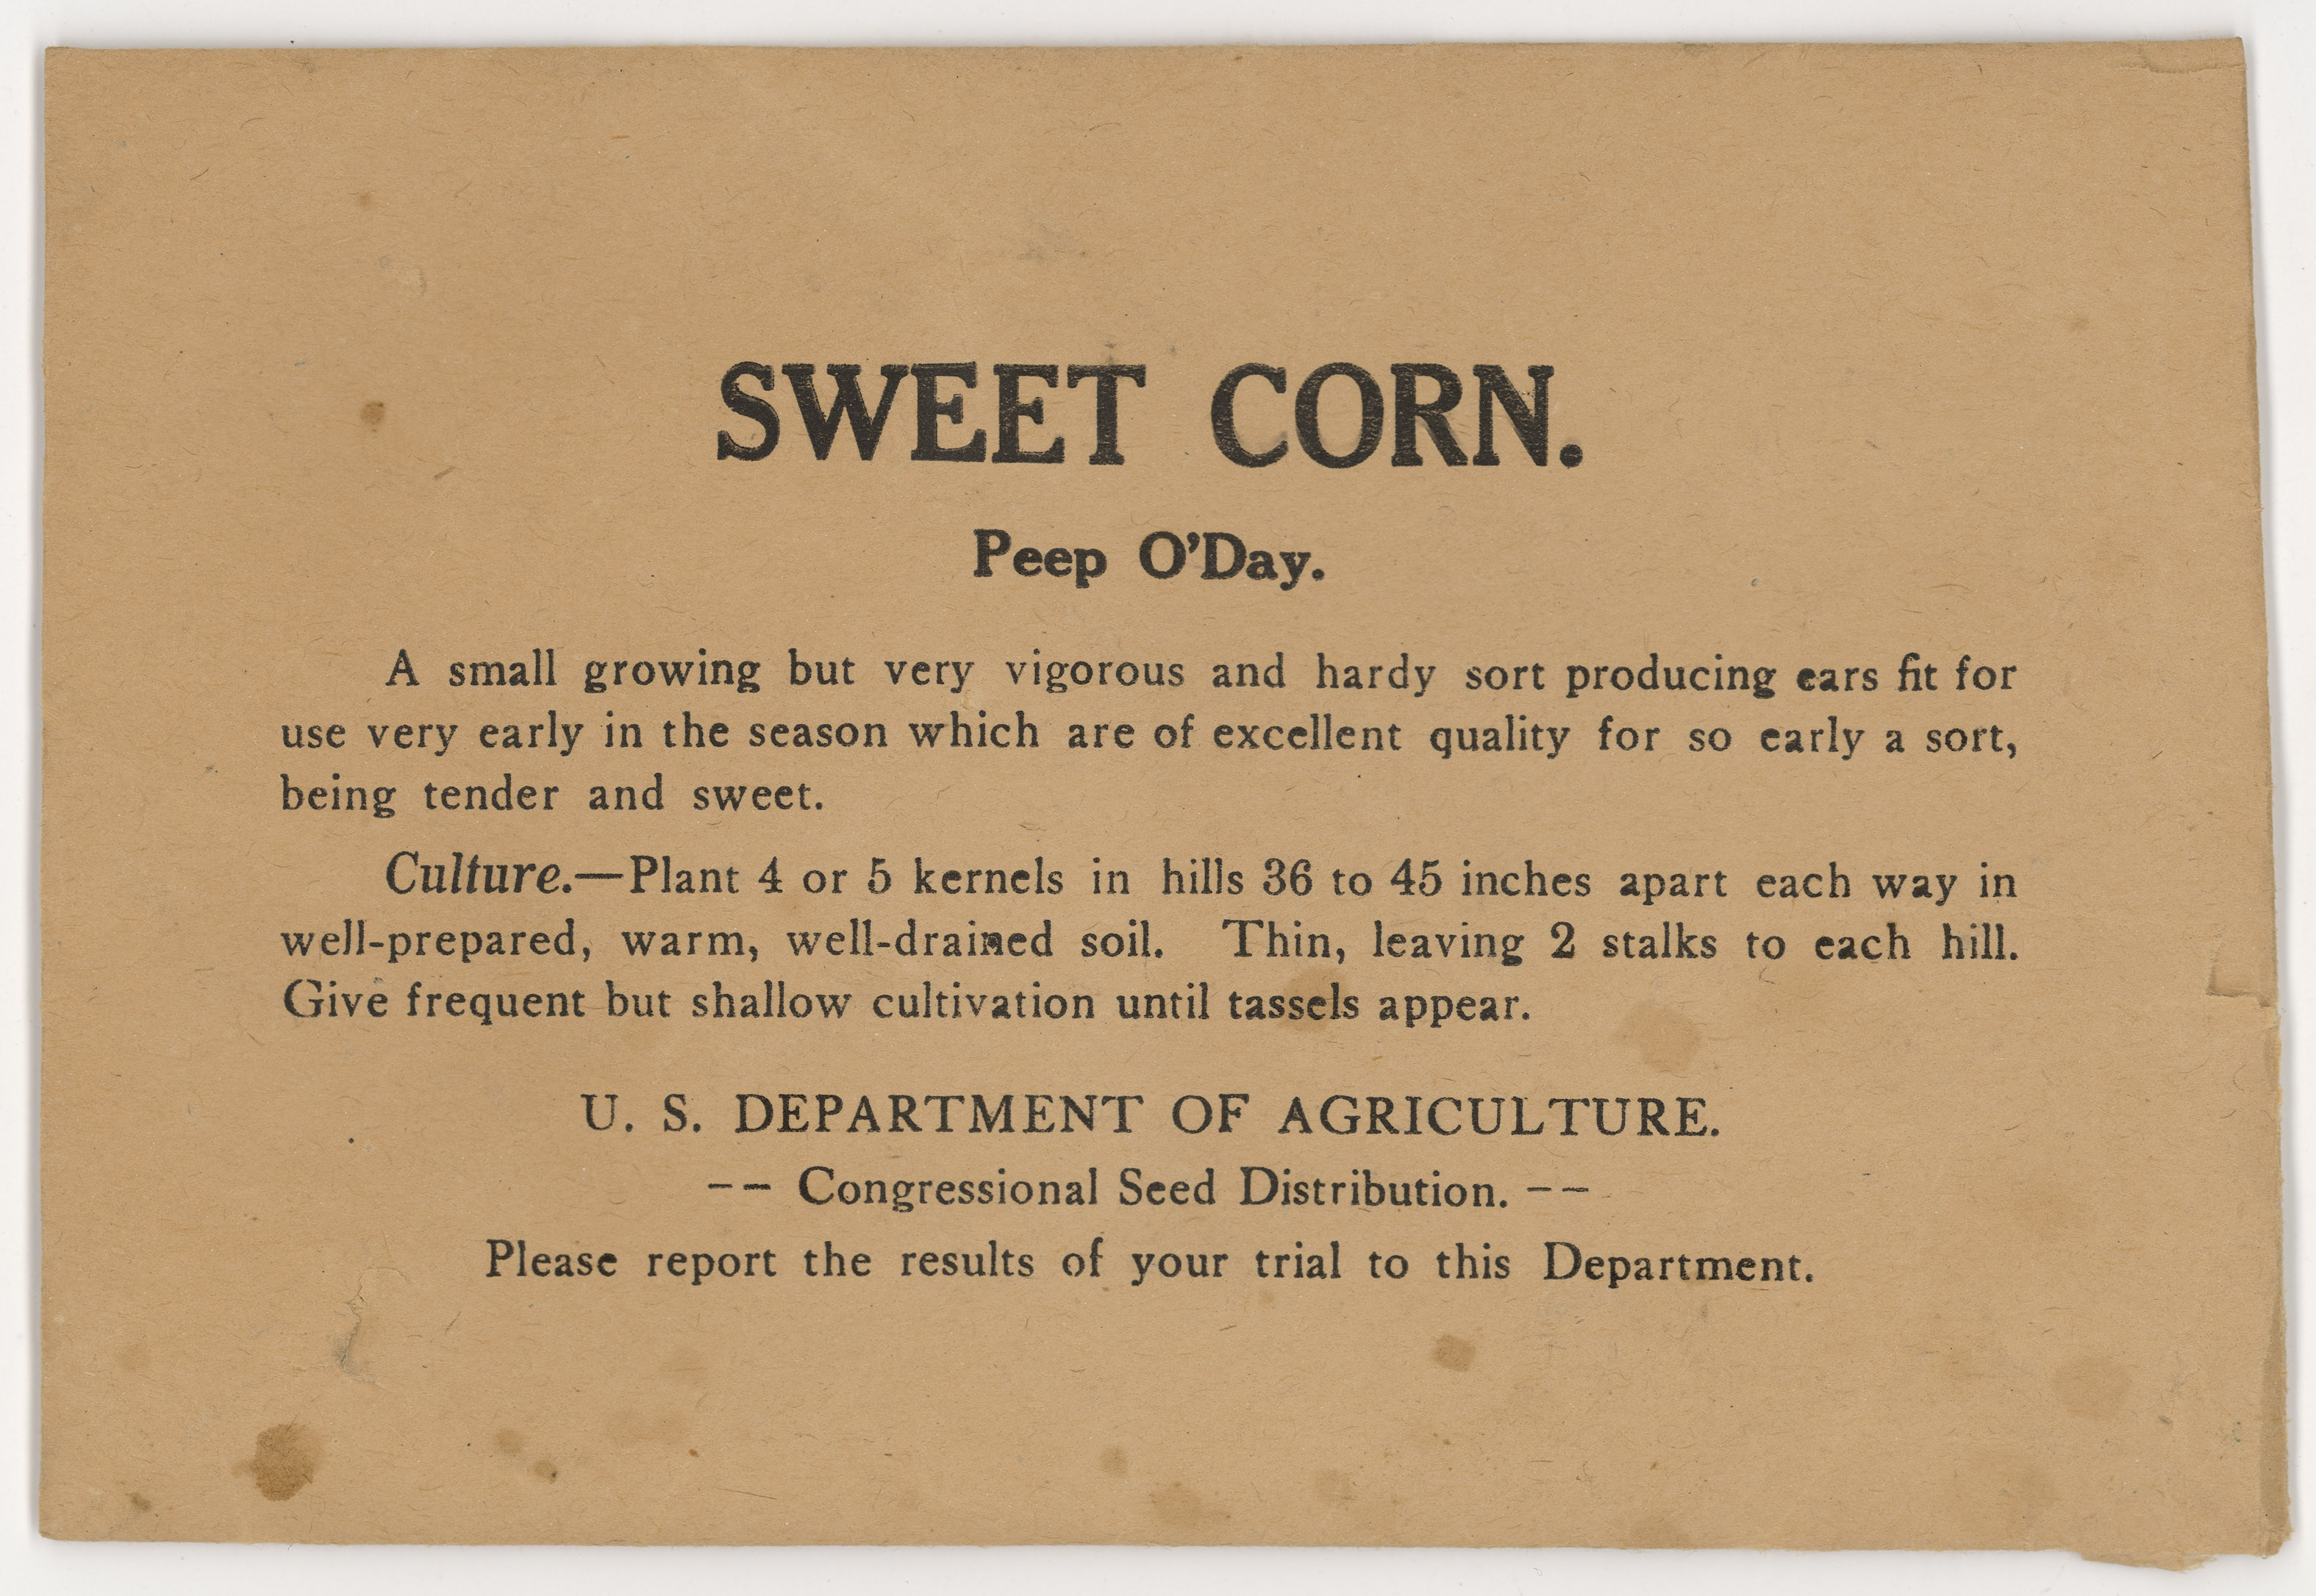 SWEET CORN.
Peep O'Day.
A small growing but very vigorous and hardy sort producing ears fit for
use very early in the season which are of excellent quality for so early a sort,
being tender and sweet.
Culture.—Plant 4 or 5 kernels in hills 36 to 45 inches apart each way in
well-prepared, warm, well-drained soil. Thin, leaving 2 stalks to each hill.
Give frequent but shallow cultivation until tassels appear.
U. S. DEPARTMENT OF AGRICULTURE.
-- Congressional Seed Distribution. --
Please report the results of your trial to this Department.